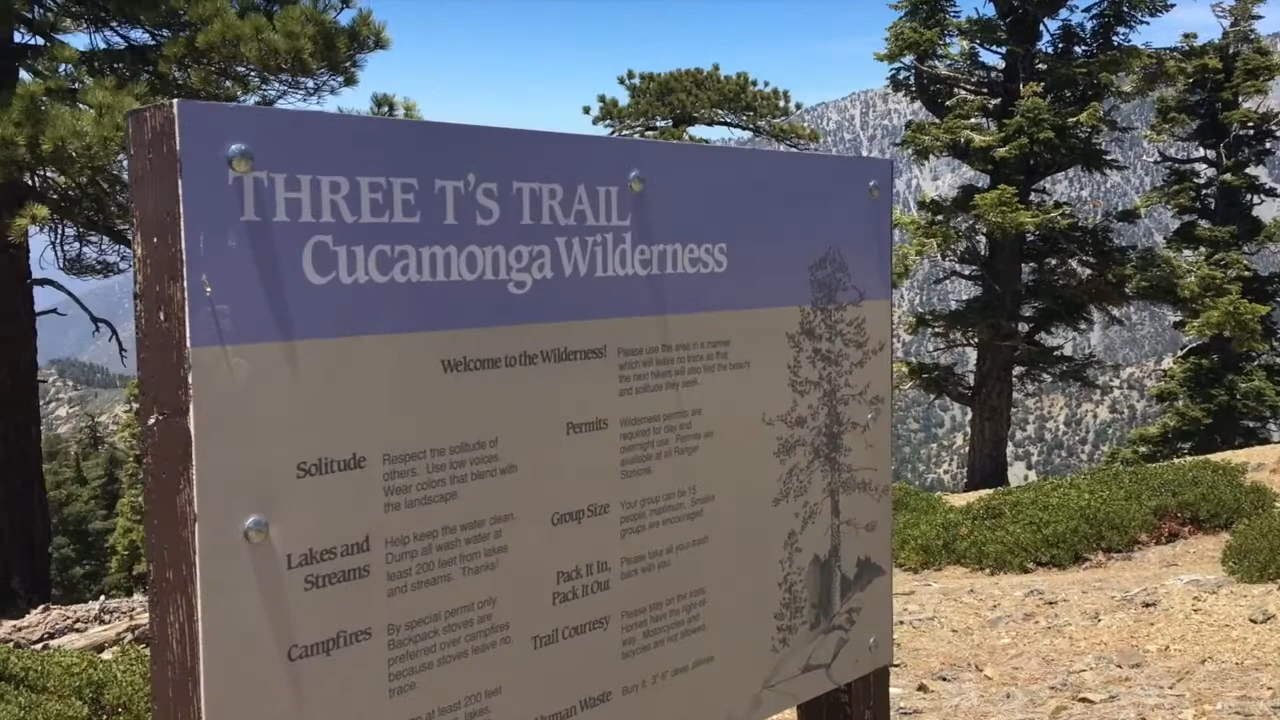 THREE T'S TRAIL
Cucamonga Wilderness
Welcome to the Wilderness!
Please use the area in a manner
which will leave no trace so that
the next hikers will also find the beauty
and solitude they seek.
Solitude
Respect the solitude of
others. Use low voices.
Wear colors that blend with
the landscape.
Lakes and
Streams
Help keep the water clean.
Dump all wash water at
least 200 feet from lakes
and streams. Thanks!
Campfires
By special permit only.
Backpack stoves are
preferred over campfires
because stoves leave no
trace.
at least 200 feet
lakes,
Permits
Wilderness permits are
required for day and
overnight use. Permits are
available at all Ranger
Stations.
Group Size
Your group can be 15
people, maximum. Smaller
groups are encouraged.
Pack It In,
Pack It Out
Please take all your trash
back with you.
Trail Courtesy
Please stay on the trails.
Horses have the right-of-
way. Motorcycles and
bicycles are not allowed.
Human Waste
Bury it. 3"-6" deep, please